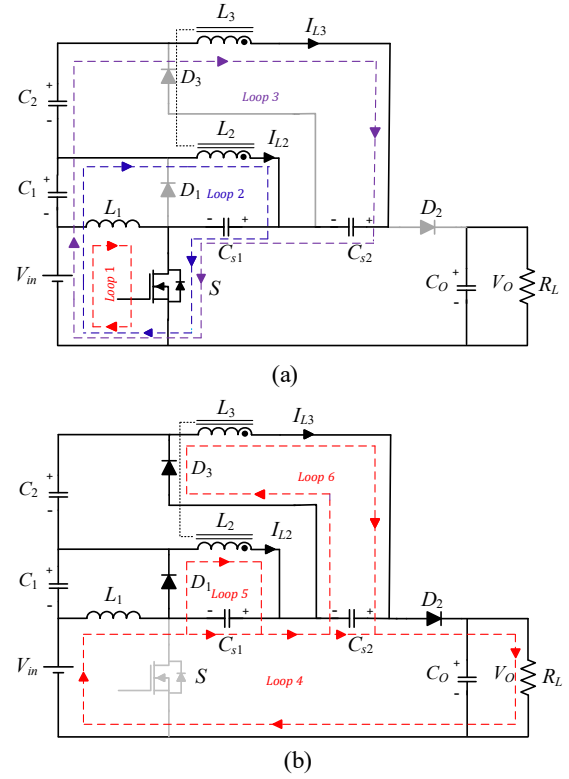 L3
IL3
+
D3
C2
-
Loop 3
L2
IL2
+
C1
-
D1
Loop 2
L1
- + - +
D2
Cs1 Cs2
Vin
Loop 1
S
+
CO
-
VO
RL
(a)
L3
IL3
+
D3
C2
-
Loop 6
L2
IL2
+
C1
-
D1
Loop 5
L1
- + - +
D2
Cs1 Cs2
Vin
S
Loop 4
+
CO
-
VO
RL
(b)